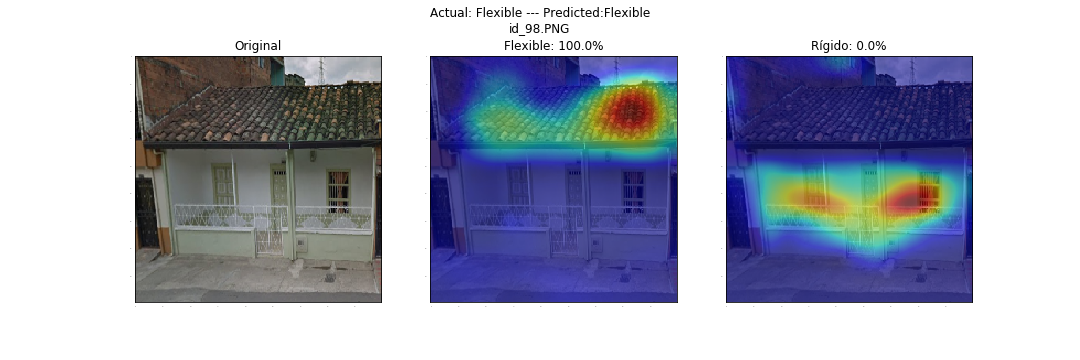 Actual: Flexible --- Predicted:Flexible
id_98.PNG
Original
Flexible: 100.0%
Rígido: 0.0%